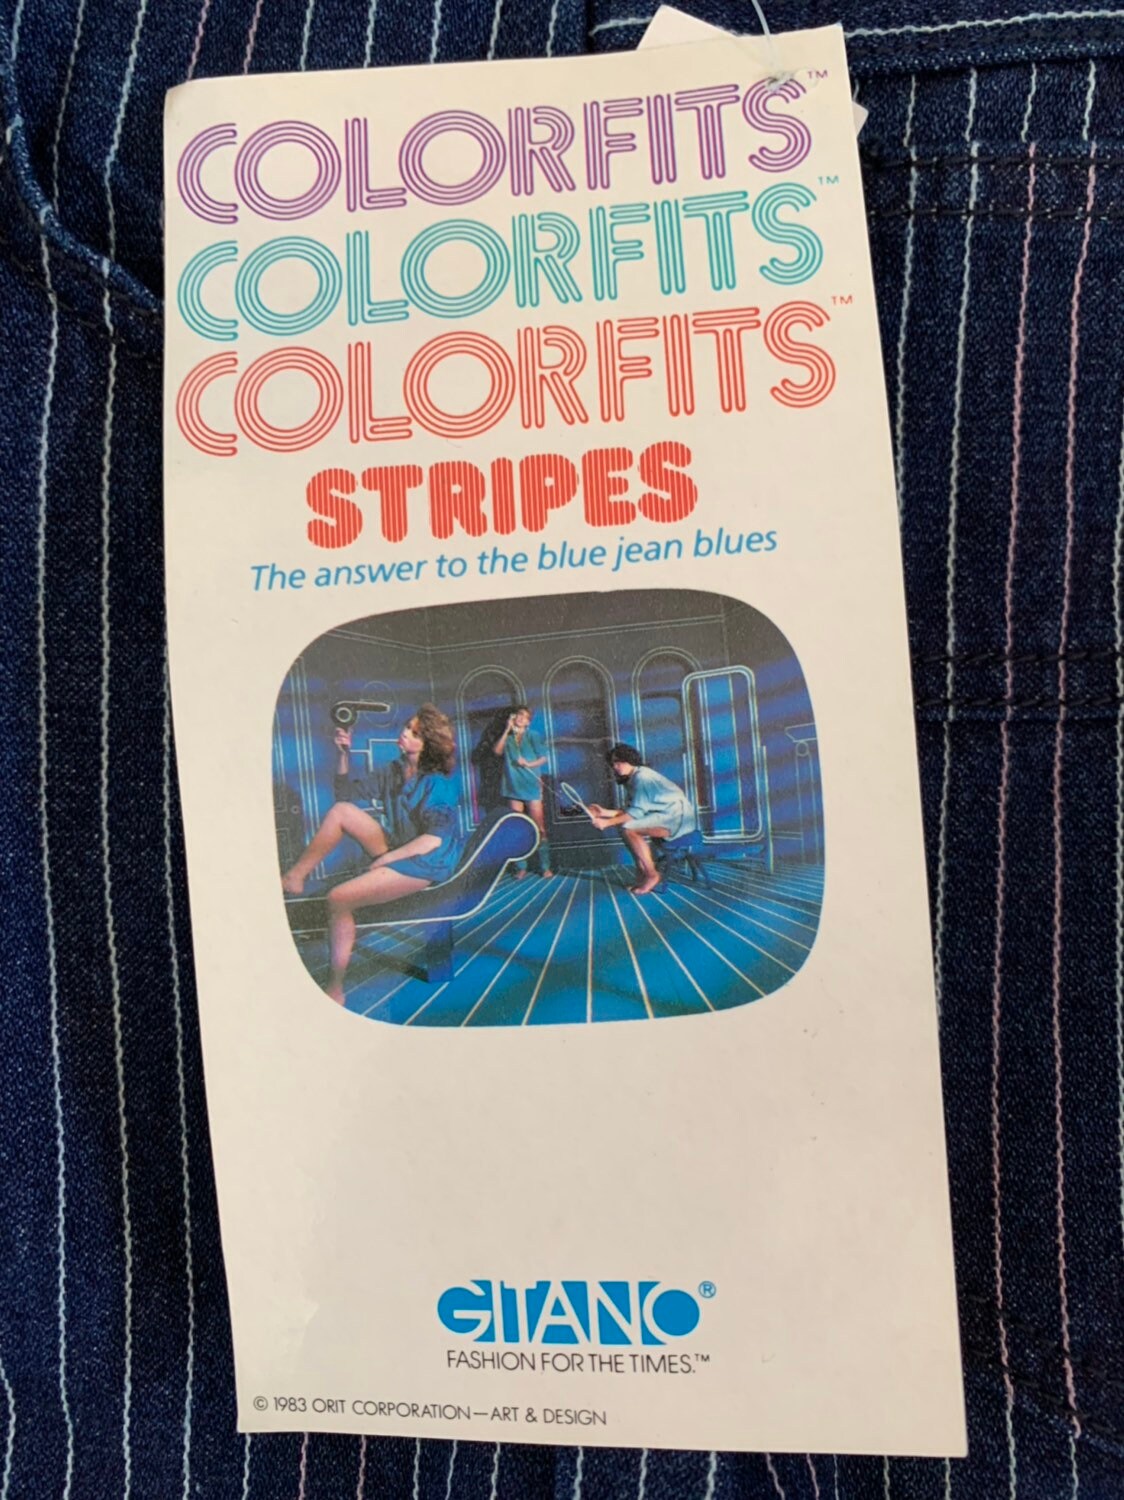 COLORFITS™
COLORFITS™
COLORFITS™
STRIPES
The answer to the blue jean blues
GITANO®
FASHION FOR THE TIMES.™
© 1983 ORIT CORPORATION—ART & DESIGN